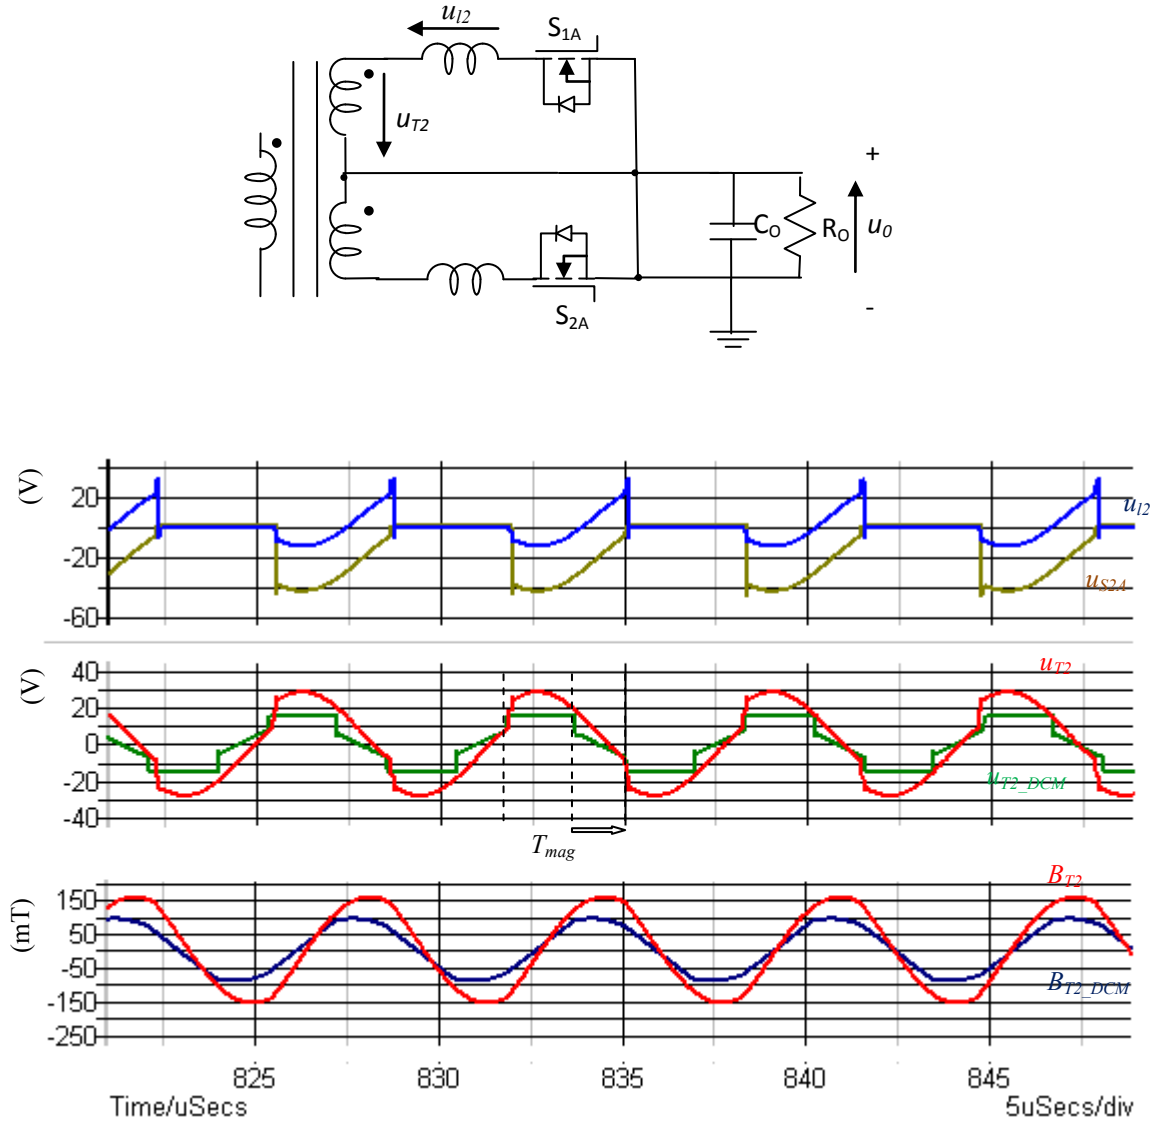 u_l2
S_1A
u_T2
+
C_O
R_O
u_0
-
S_2A
(V)
20
-20
-60
u_l2
u_S2A
(V)
40
20
0
-20
-40
u_T2
u_T2_DCM
T_mag
(mT)
150
50
-50
-150
-250
B_T2
B_T2_DCM
825 830 835 840 845
Time/uSecs 5uSecs/div